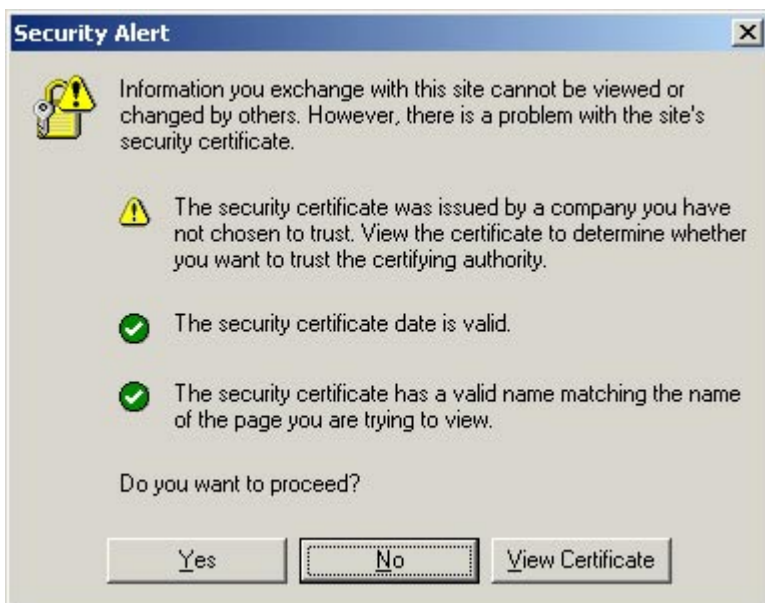 Security Alert
Information you exchange with this site cannot be viewed or
changed by others. However, there is a problem with the site's
security certificate.
The security certificate was issued by a company you have
not chosen to trust. View the certificate to determine whether
you want to trust the certifying authority.
The security certificate date is valid.
The security certificate has a valid name matching the name
of the page you are trying to view.
Do you want to proceed?
Yes No View Certificate